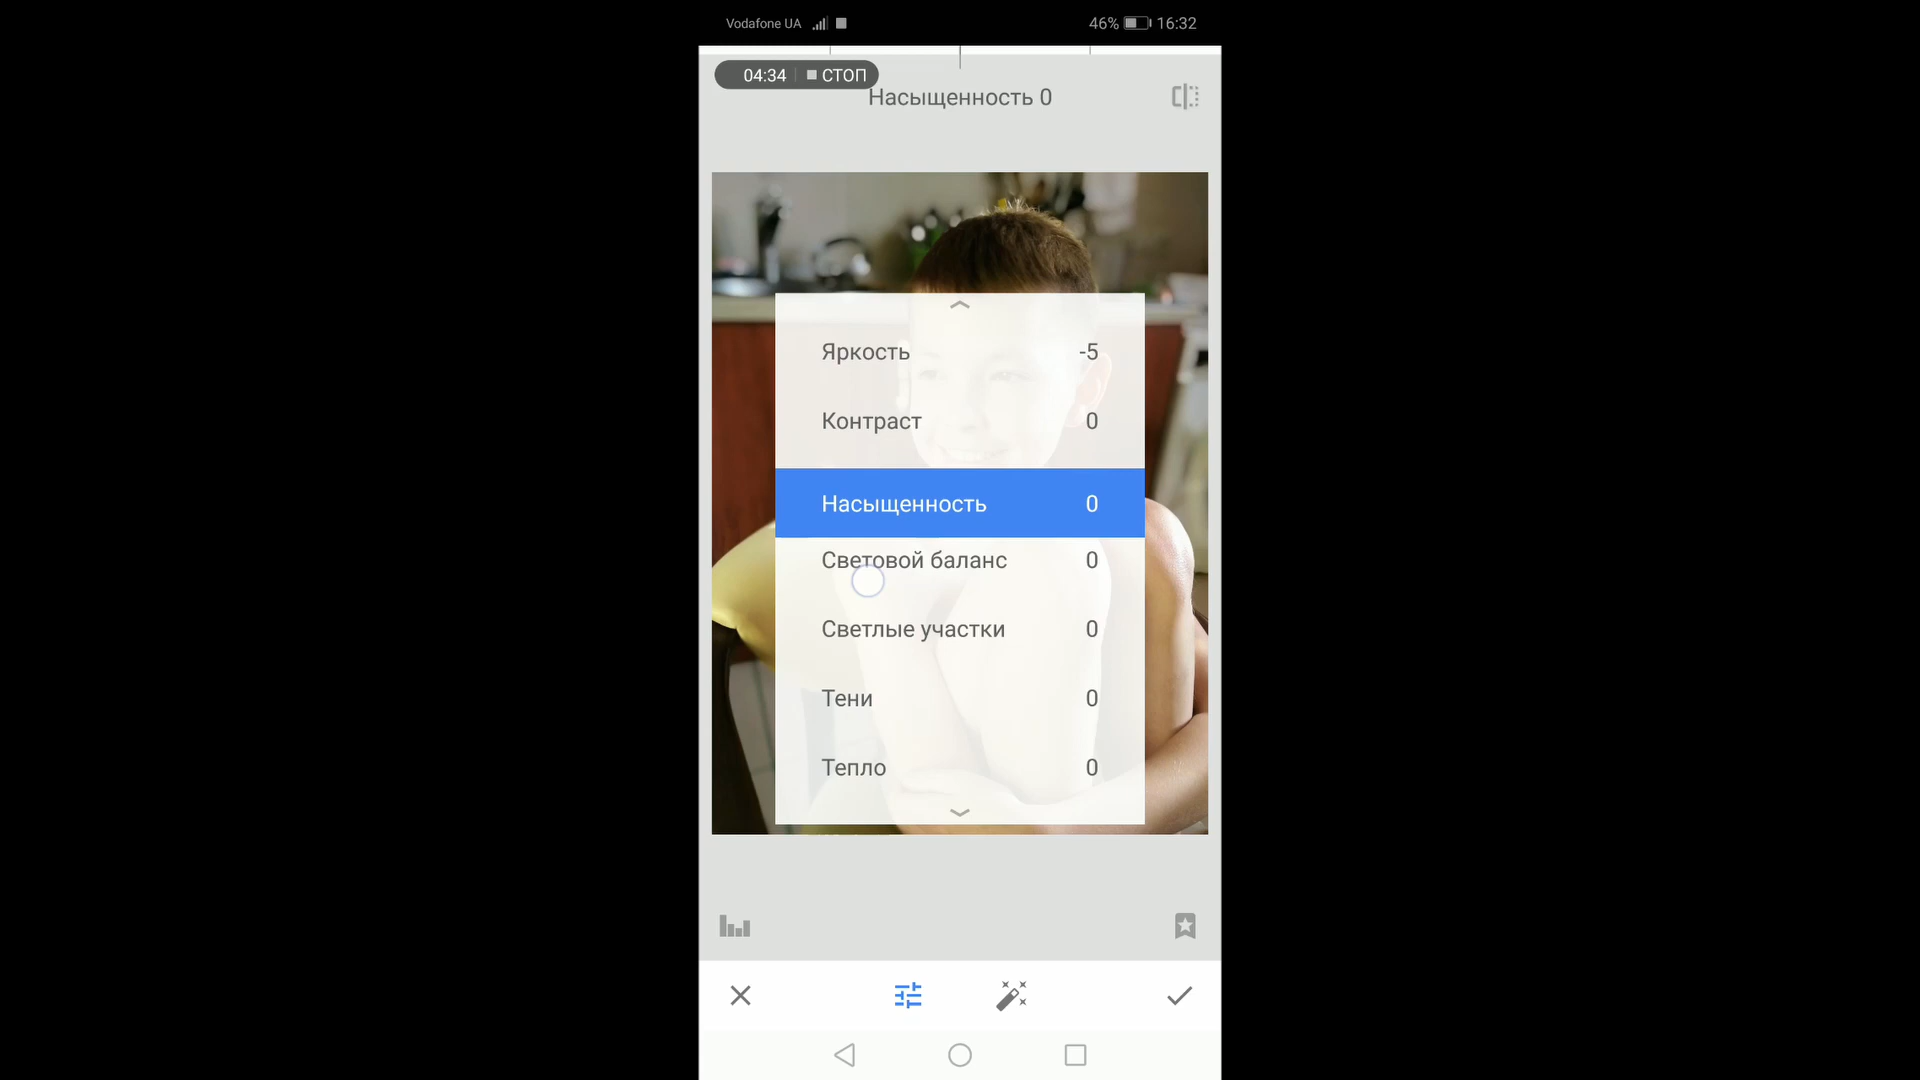 Vodafone UA 46% 16:32
04:34 СТОП
Насыщенность 0
Яркость -5
Контраст 0
Насыщенность 0
Световой баланс 0
Светлые участки 0
Тени 0
Тепло 0